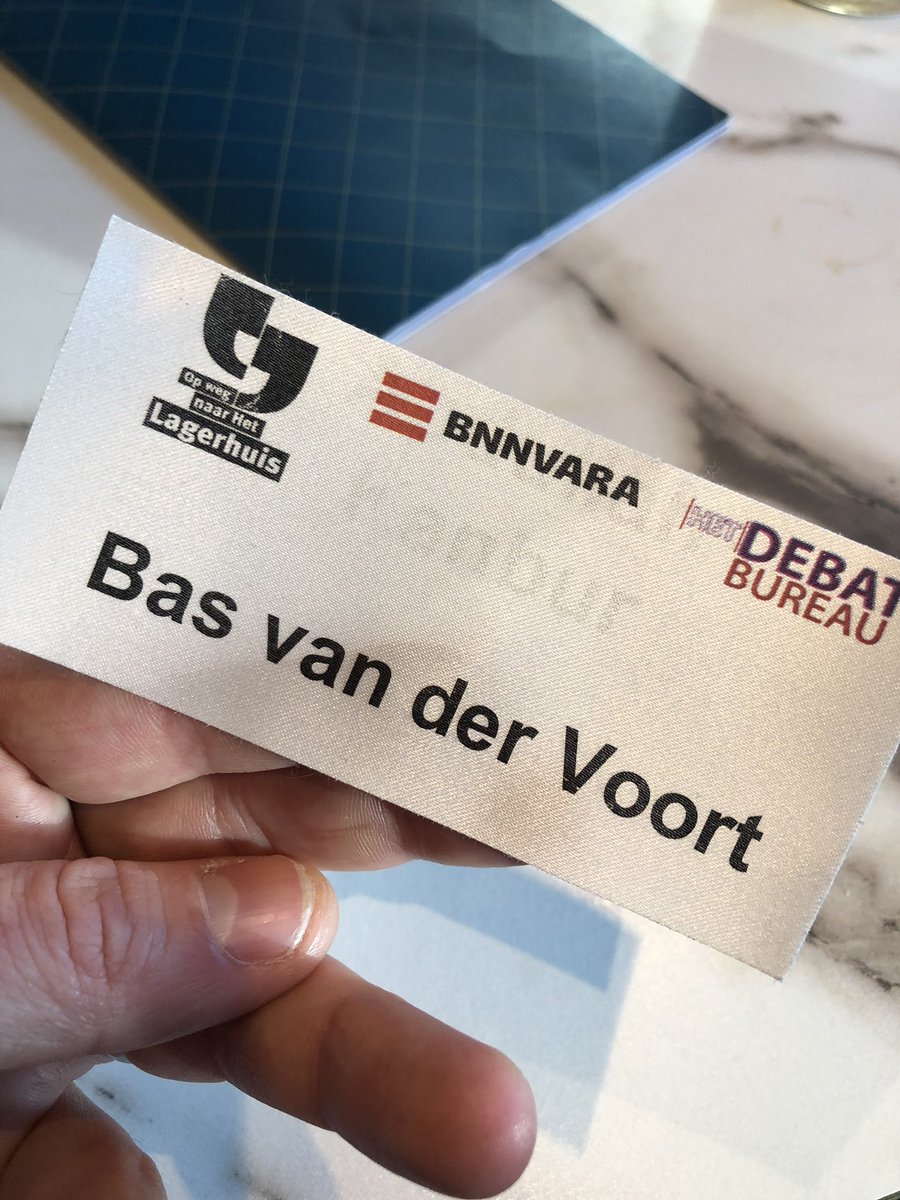 Op weg
naar Het
Lagerhuis
BNNVARA
HET DEBAT
BUREAU
Bas van der Voort